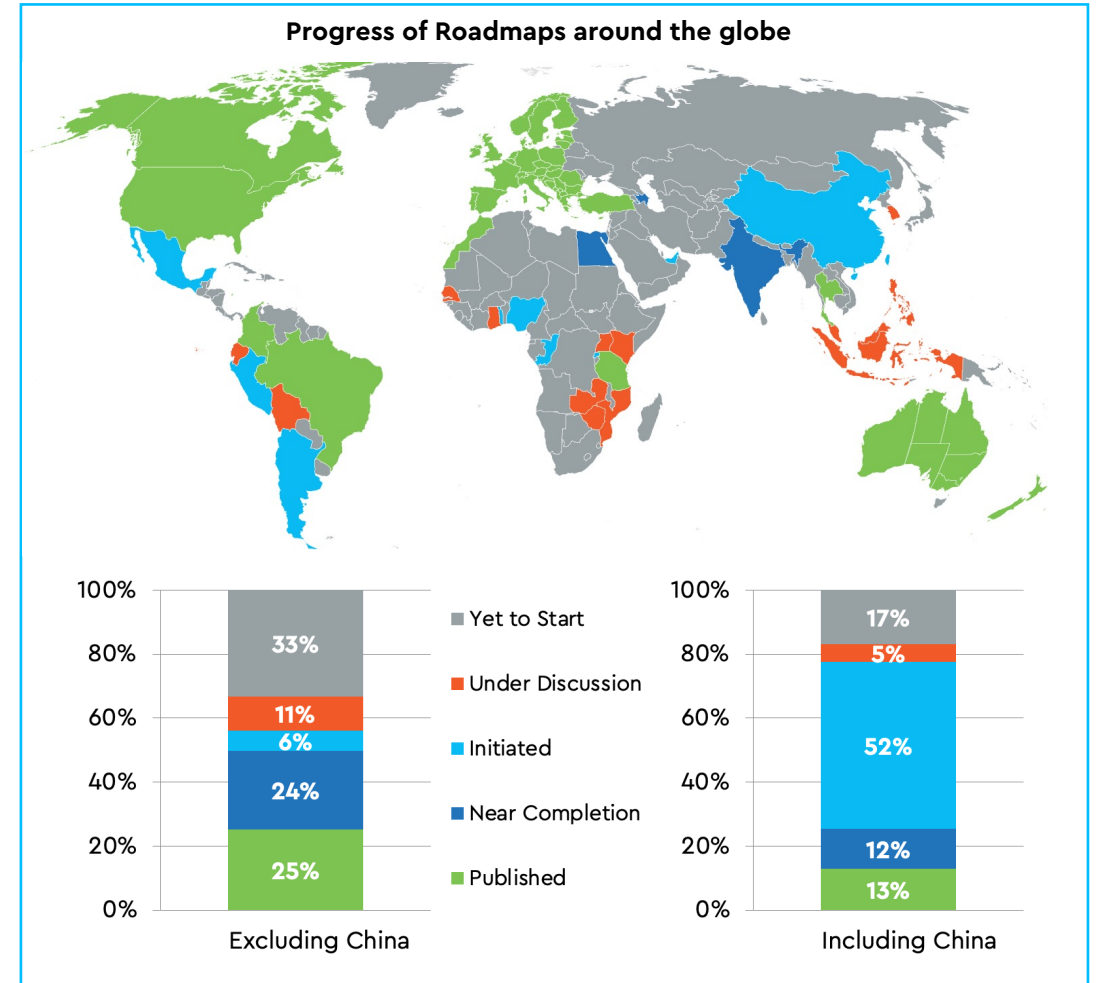 Progress of Roadmaps around the globe
100%
80%
60%
40%
20%
0%
33%
11%
6%
24%
25%
Excluding China
Yet to Start
Under Discussion
Initiated
Near Completion
Published
100%
80%
60%
40%
20%
0%
17%
5%
52%
12%
13%
Including China